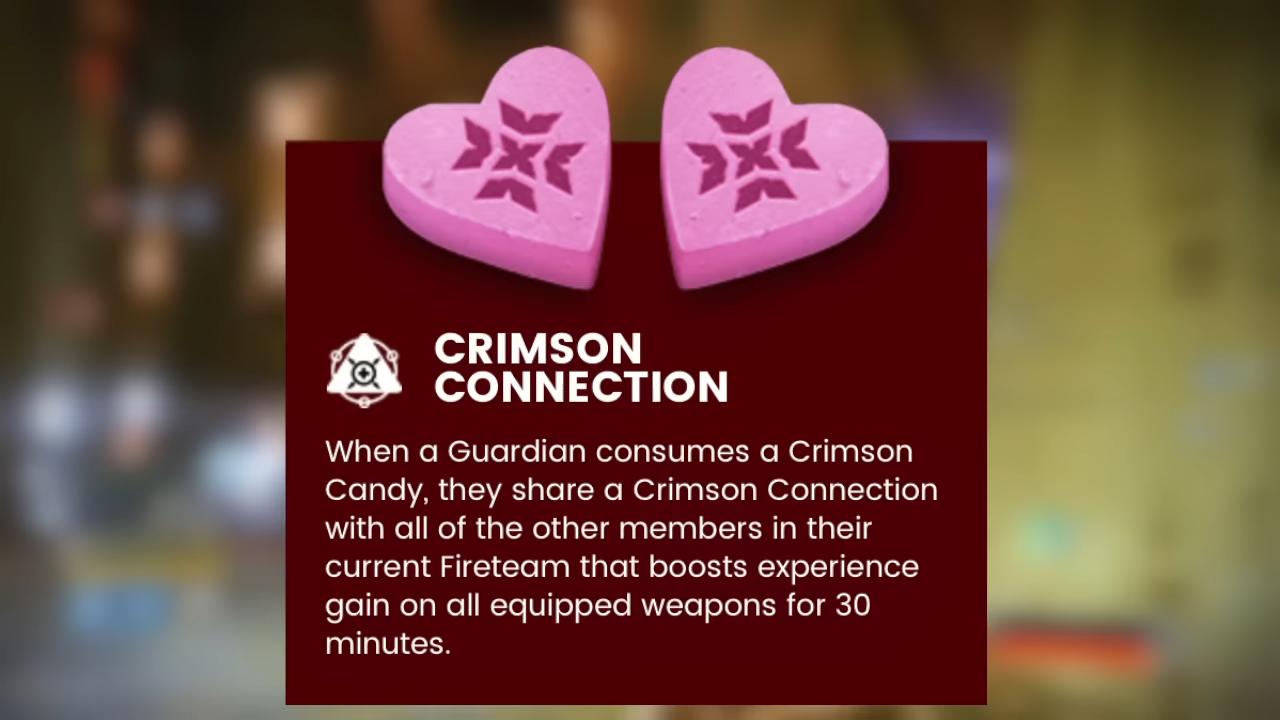 CRIMSON
CONNECTION
When a Guardian consumes a Crimson
Candy, they share a Crimson Connection
with all of the other members in their
current Fireteam that boosts experience
gain on all equipped weapons for 30
minutes.